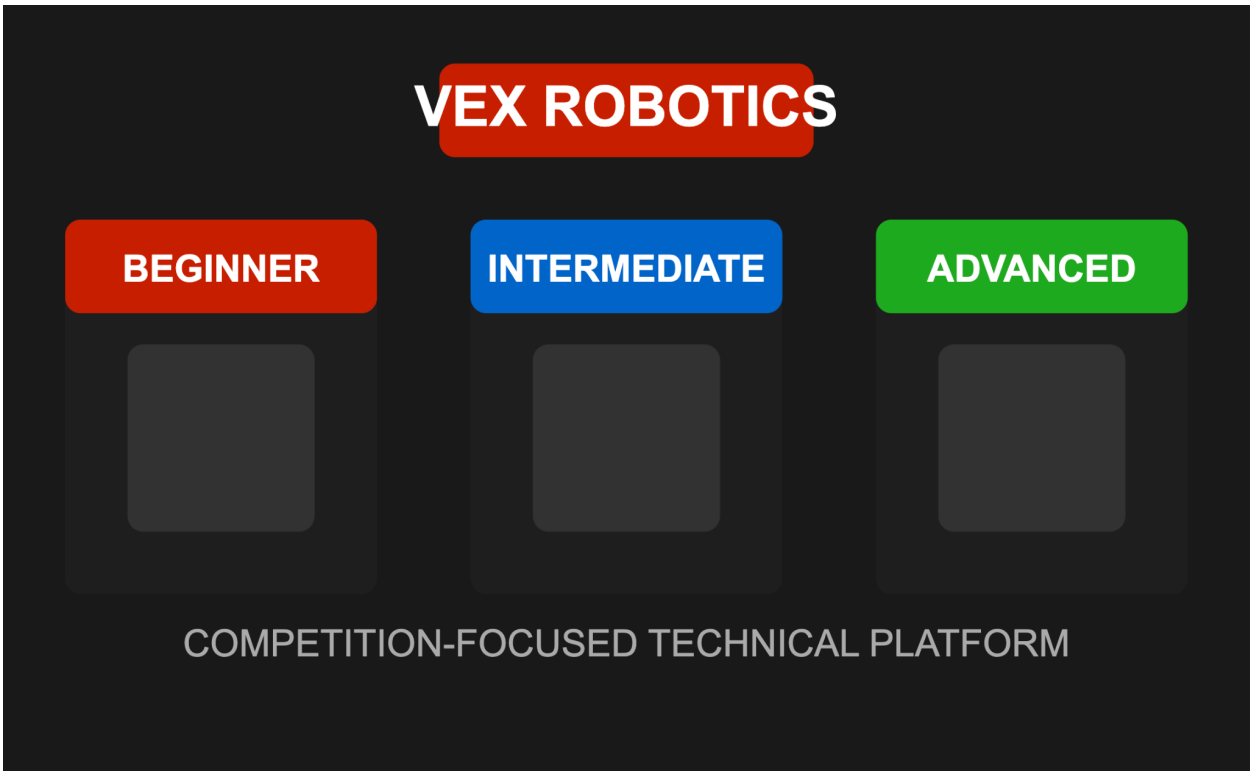 VEX ROBOTICS
BEGINNER
INTERMEDIATE
ADVANCED
COMPETITION-FOCUSED TECHNICAL PLATFORM